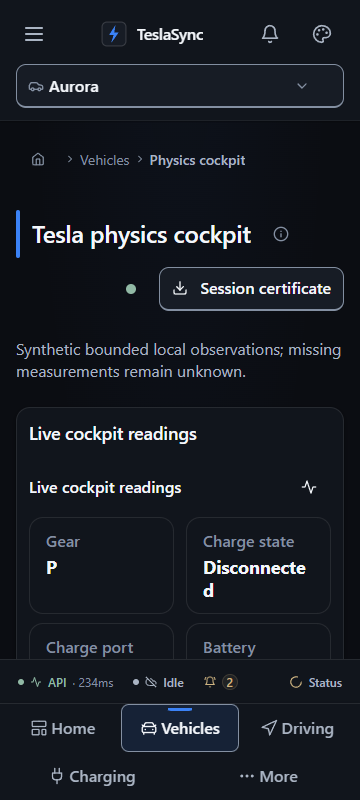 TeslaSync
Aurora
Vehicles
Physics cockpit
Tesla physics cockpit
Session certificate
Synthetic bounded local observations; missing
measurements remain unknown.
Live cockpit readings
Live cockpit readings
Gear
P
Charge state
Disconnecte
d
Charge port
Battery
API · 234ms
Idle
2
Status
Home
Vehicles
Driving
Charging
More